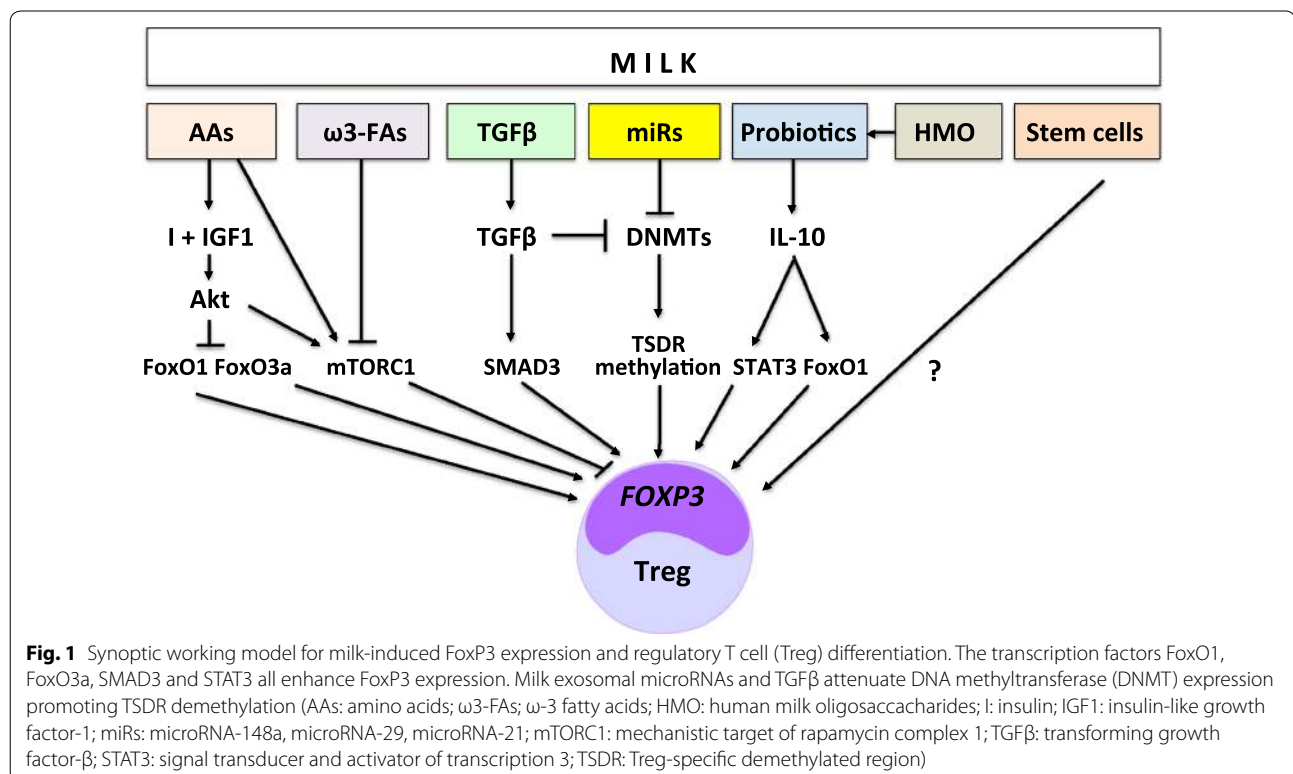 M I L K
AAs ω3-FAs TGFβ miRs Probiotics HMO Stem cells
I + IGF1 TGFβ DNMTs IL-10
Akt
TSDR
FoxO1 FoxO3a mTORC1 SMAD3 methylation STAT3 FoxO1 ?
FOXP3
Treg
Fig. 1 Synoptic working model for milk-induced FoxP3 expression and regulatory T cell (Treg) differentiation. The transcription factors FoxO1,
FoxO3a, SMAD3 and STAT3 all enhance FoxP3 expression. Milk exosomal microRNAs and TGFβ attenuate DNA methyltransferase (DNMT) expression
promoting TSDR demethylation (AAs: amino acids; ω3-FAs; ω-3 fatty acids; HMO: human milk oligosaccacharides; I: insulin; IGF1: insulin-like growth
factor-1; miRs: microRNA-148a, microRNA-29, microRNA-21; mTORC1: mechanistic target of rapamycin complex 1; TGFβ: transforming growth
factor-β; STAT3: signal transducer and activator of transcription 3; TSDR: Treg-specific demethylated region)